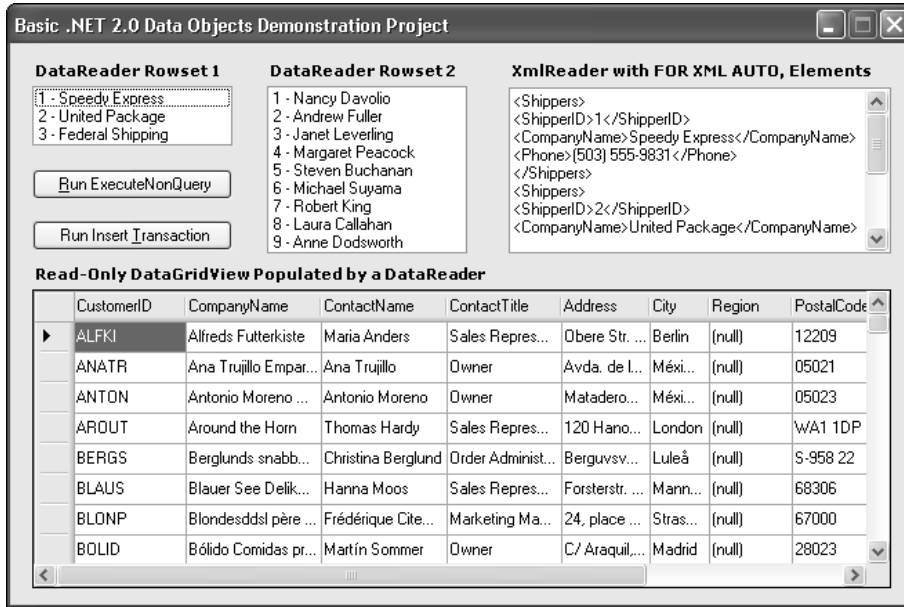 Basic .NET 2.0 Data Objects Demonstration Project
DataReader Rowset 1
1 - Speedy Express
2 - United Package
3 - Federal Shipping
Run ExecuteNonQuery
Run Insert Transaction
DataReader Rowset 2
1 - Nancy Davolio
2 - Andrew Fuller
3 - Janet Leverling
4 - Margaret Peacock
5 - Steven Buchanan
6 - Michael Suyama
7 - Robert King
8 - Laura Callahan
9 - Anne Dodsworth
XmlReader with FOR XML AUTO, Elements
<Shippers>
<ShipperID>1</ShipperID>
<CompanyName>Speedy Express</CompanyName>
<Phone>(503) 555-9831</Phone>
</Shippers>
<Shippers>
<ShipperID>2</ShipperID>
<CompanyName>United Package</CompanyName>
Read-Only DataGridView Populated by a DataReader
CustomerID CompanyName ContactName ContactTitle Address City Region PostalCode
ALFKI Alfreds Futterkiste Maria Anders Sales Repres... Obere Str. ... Berlin (null) 12209
ANATR Ana Trujillo Empar... Ana Trujillo Owner Avda. de l... Méxi... (null) 05021
ANTON Antonio Moreno ... Antonio Moreno Owner Matadero... Méxi... (null) 05023
AROUT Around the Horn Thomas Hardy Sales Repres... 120 Hano... London (null) WA1 1DP
BERGS Berglunds snabb... Christina Berglund Order Administ... Berguvsv... Luleå (null) S-958 22
BLAUS Blauer See Delik... Hanna Moos Sales Repres... Forsterstr. ... Mann... (null) 68306
BLONP Blondesddsl père ... Frédérique Cite... Marketing Ma... 24, place ... Stras... (null) 67000
BOLID Bólido Comidas pr... Martín Sommer Owner C/ Araquil,... Madrid (null) 28023